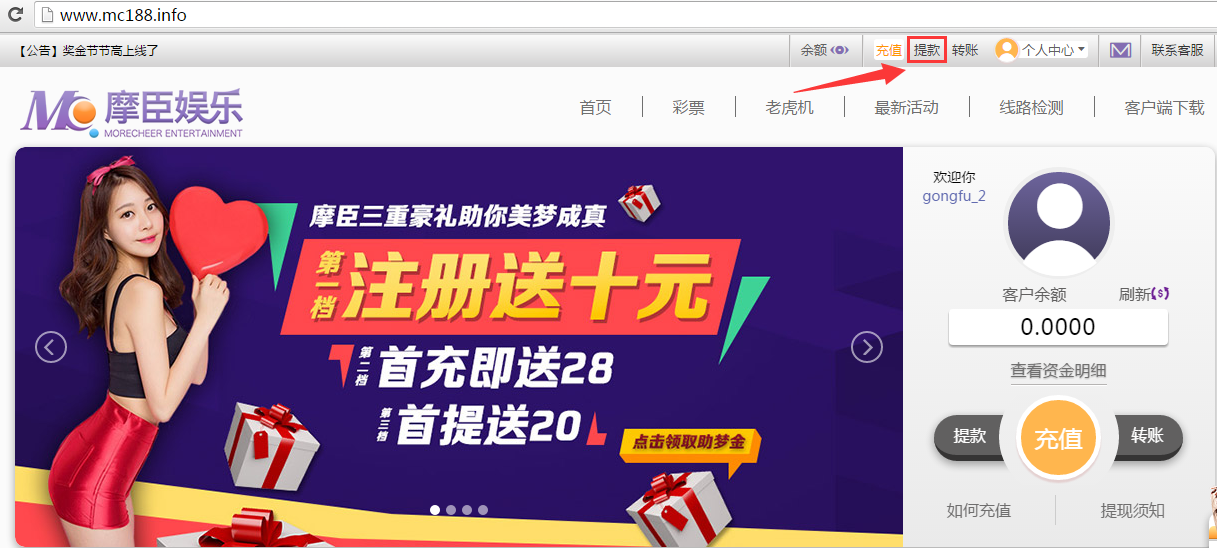 www.mc188.info
【公告】奖金节节高上线了
余额
充值
提款
转账
个人中心
联系客服
MC
摩臣娱乐
MORECHEER ENTERTAINMENT
首页
彩票
老虎机
最新活动
线路检测
客户端下载
摩臣三重豪礼助你美梦成真
第一档
注册送十元
第二档
首充即送28
第三档
首提送20
点击领取助梦金
欢迎你
gongfu_2
客户余额
刷新
0.0000
查看资金明细
提款
充值
转账
如何充值
提现须知